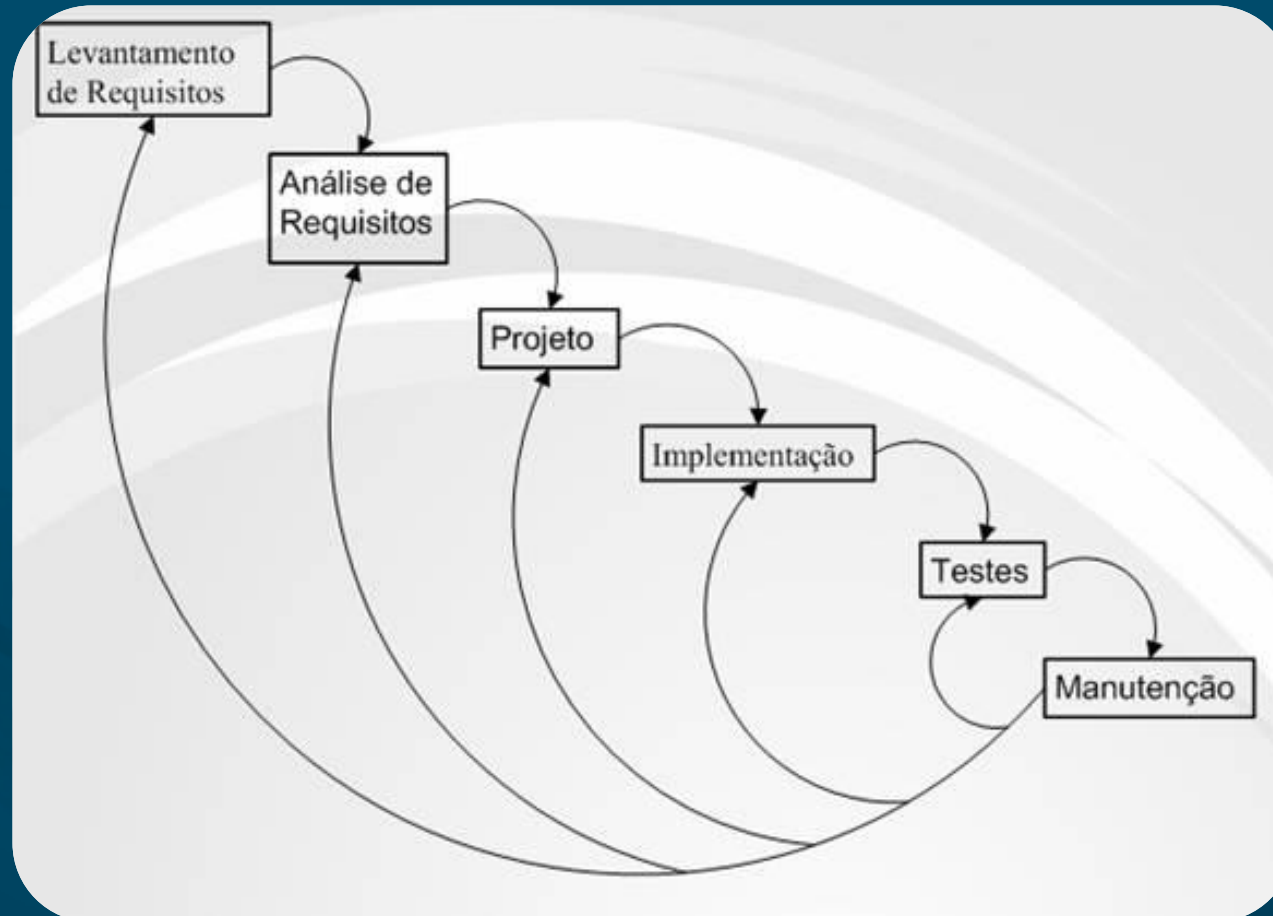 Levantamento
de Requisitos
Análise de
Requisitos
Projeto
Implementação
Testes
Manutenção